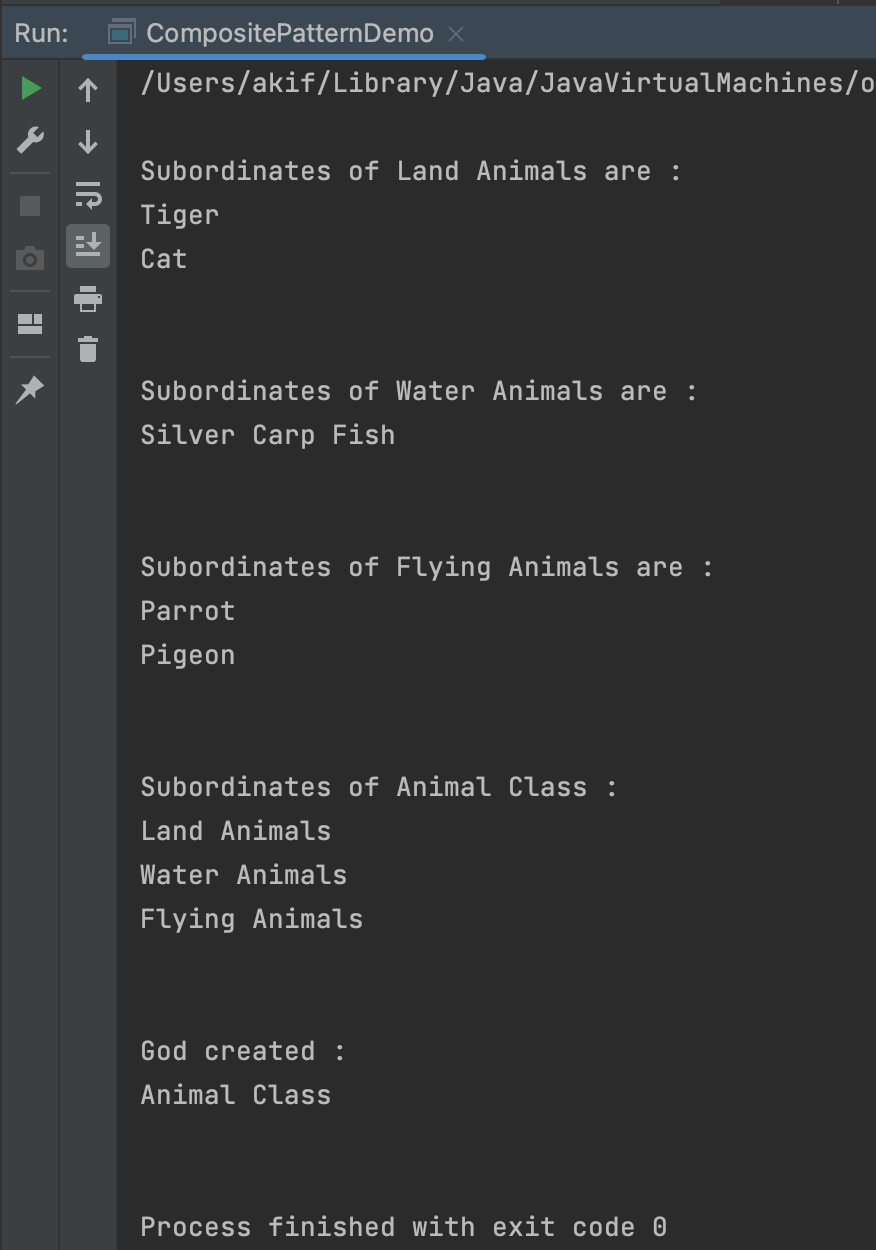 Run: CompositePatternDemo
/Users/akif/Library/Java/JavaVirtualMachines/o
Subordinates of Land Animals are :
Tiger
Cat
Subordinates of Water Animals are :
Silver Carp Fish
Subordinates of Flying Animals are :
Parrot
Pigeon
Subordinates of Animal Class :
Land Animals
Water Animals
Flying Animals
God created :
Animal Class
Process finished with exit code 0